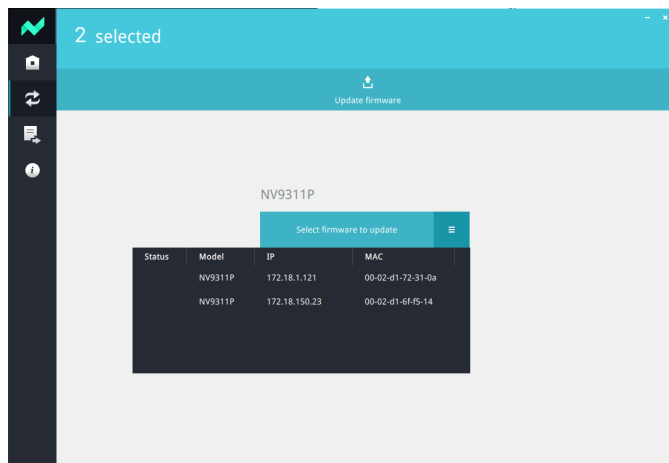 2 selected
Update firmware
NV9311P
Select firmware to update
Status Model IP MAC
NV9311P 172.18.1.121 00-02-d1-72-31-0a
NV9311P 172.18.150.23 00-02-d1-6f-f5-14